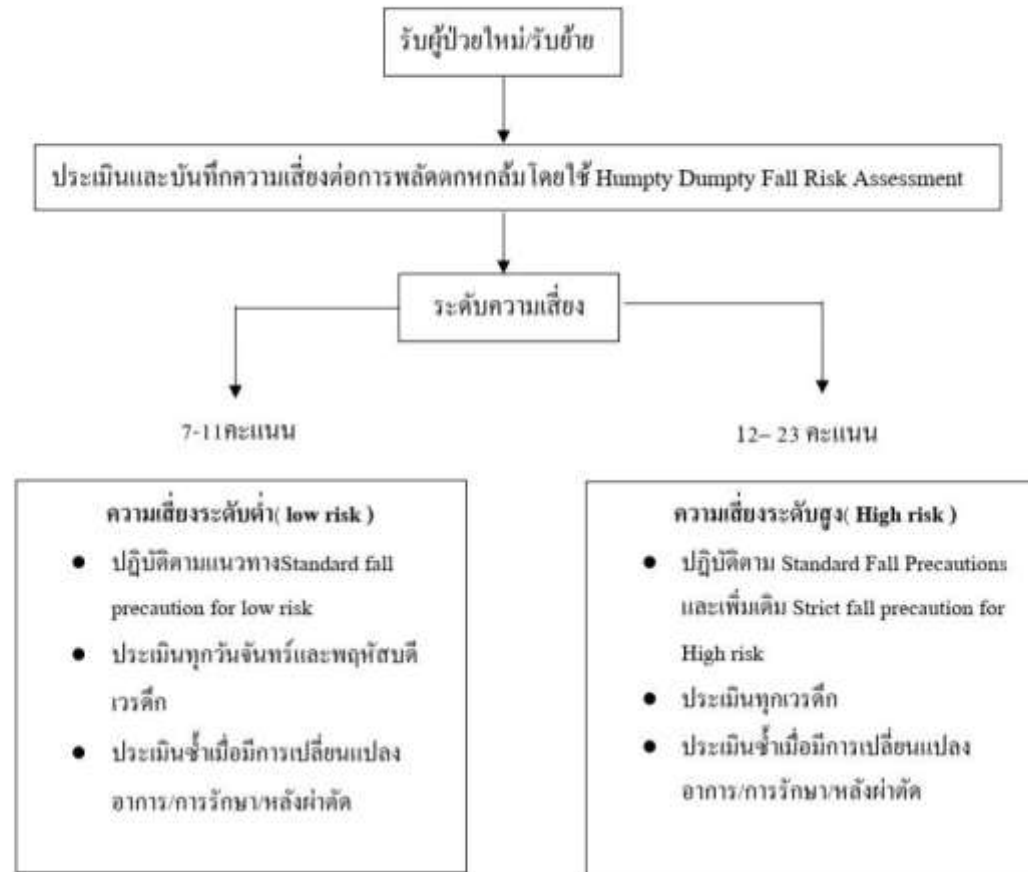 รับผู้ป่วยใหม่/รับย้าย
ประเมินและบันทึกความเสี่ยงต่อการพลัดตกหกล้มโดยใช้ Humpty Dumpty Fall Risk Assessment
ระดับความเสี่ยง
7-11คะแนน
ความเสี่ยงระดับต่ำ( low risk )
● ปฏิบัติตามแนวทางStandard fall
precaution for low risk
● ประเมินทุกวันจันทร์และพฤหัสบดี
เวรดึก
● ประเมินซ้ำเมื่อมีการเปลี่ยนแปลง
อาการ/การรักษา/หลังผ่าตัด
12– 23 คะแนน
ความเสี่ยงระดับสูง( High risk )
● ปฏิบัติตาม Standard Fall Precautions
และเพิ่มเติม Strict fall precaution for
High risk
● ประเมินทุกเวรดึก
● ประเมินซ้ำเมื่อมีการเปลี่ยนแปลง
อาการ/การรักษา/หลังผ่าตัด